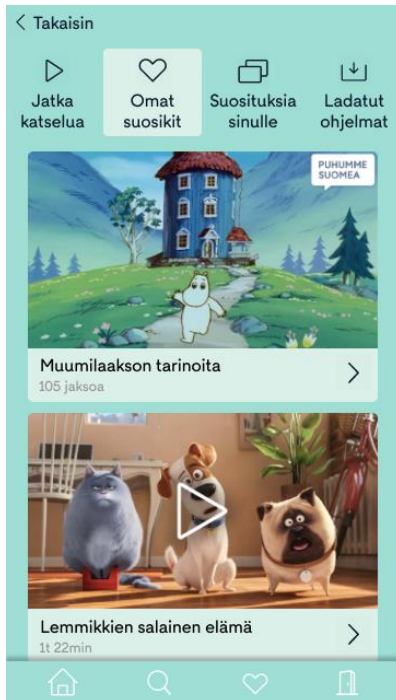 Takaisin
Jatka
katselua
Omat
suosikit
Suosituksia
sinulle
Ladatut
ohjelmat
PUHUMME
SUOMEA
Muumilaakson tarinoita
105 jaksoa
Lemmikkien salainen elämä
1t 22min